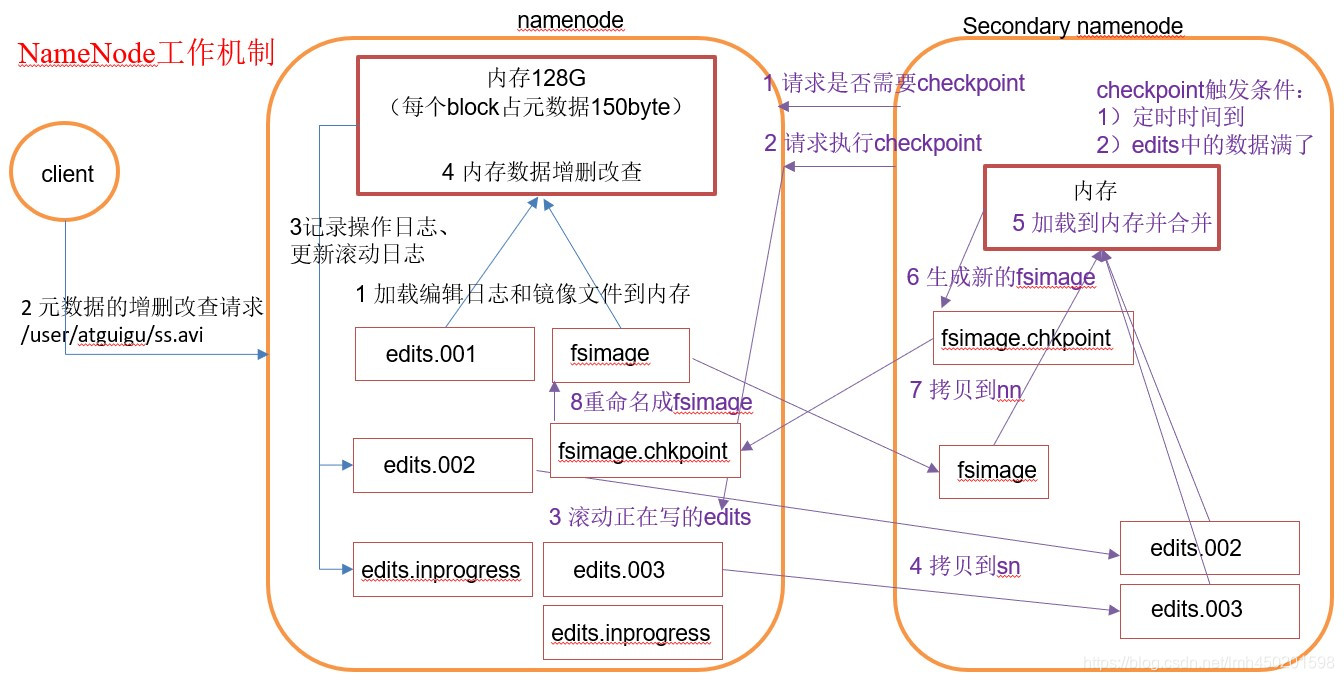 NameNode工作机制
namenode
Secondary namenode
内存128G
（每个block占元数据150byte）
4 内存数据增删改查
1 请求是否需要checkpoint
2 请求执行checkpoint
checkpoint触发条件：
1）定时时间到
2）edits中的数据满了
client
内存
5 加载到内存并合并
3记录操作日志、
更新滚动日志
6 生成新的fsimage
1 加载编辑日志和镜像文件到内存
2 元数据的增删改查请求
/user/atguigu/ss.avi
edits.001
fsimage
fsimage.chkpoint
8重命名成fsimage
7 拷贝到nn
edits.002
fsimage.chkpoint
fsimage
3 滚动正在写的edits
edits.002
edits.inprogress
edits.003
4 拷贝到sn
edits.003
edits.inprogress